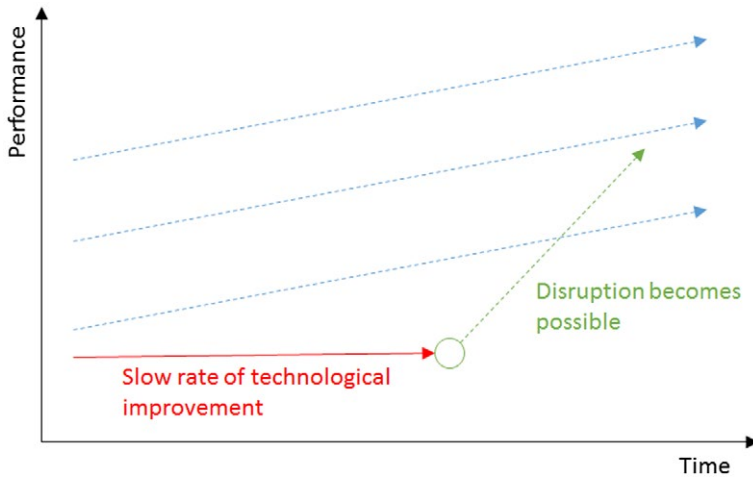 Performance
Disruption becomes
possible
Slow rate of technological
improvement
Time